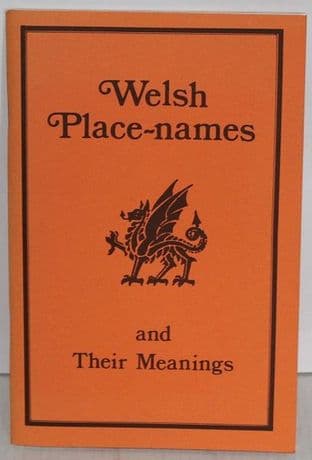 Welsh
Place-names
and
Their Meanings